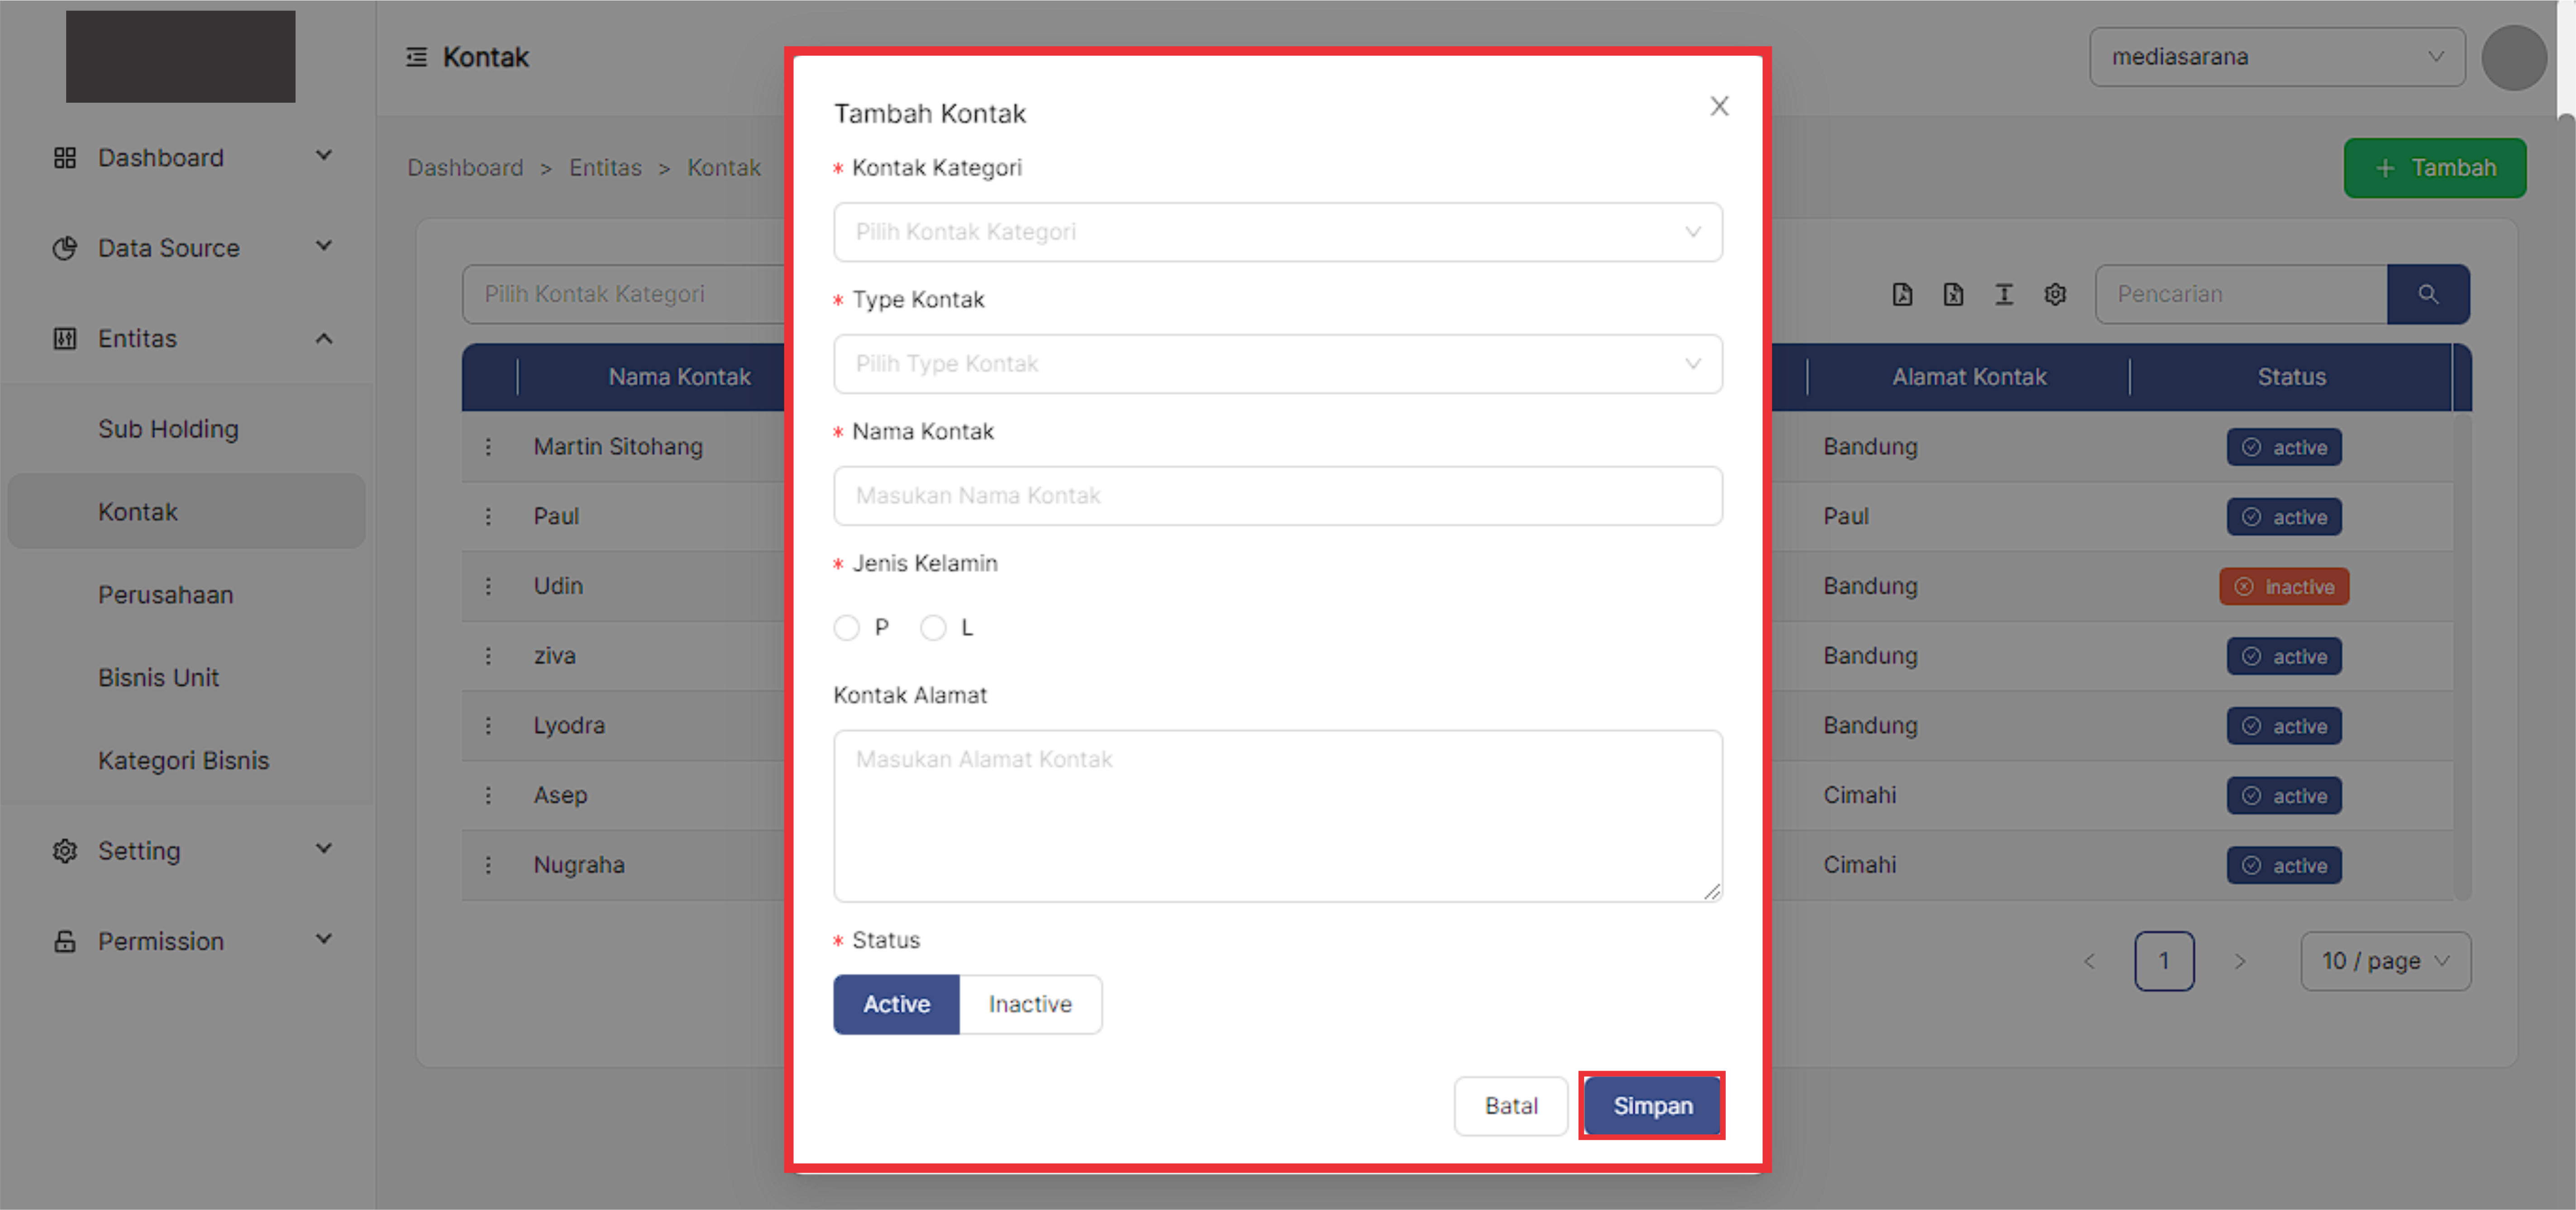 Kontak
mediasarana
Dashboard
Data Source
Entitas
Sub Holding
Kontak
Perusahaan
Bisnis Unit
Kategori Bisnis
Setting
Permission
Dashboard > Entitas > Kontak
+ Tambah
Pilih Kontak Kategori
Pencarian
Nama Kontak
Alamat Kontak
Status
Martin Sitohang
Bandung
active
Paul
Paul
active
Udin
Bandung
inactive
ziva
Bandung
active
Lyodra
Bandung
active
Asep
Cimahi
active
Nugraha
Cimahi
active
< 1 >
10 / page
Tambah Kontak
* Kontak Kategori
Pilih Kontak Kategori
* Type Kontak
Pilih Type Kontak
* Nama Kontak
Masukan Nama Kontak
* Jenis Kelamin
P L
Kontak Alamat
Masukan Alamat Kontak
* Status
Active Inactive
Batal Simpan